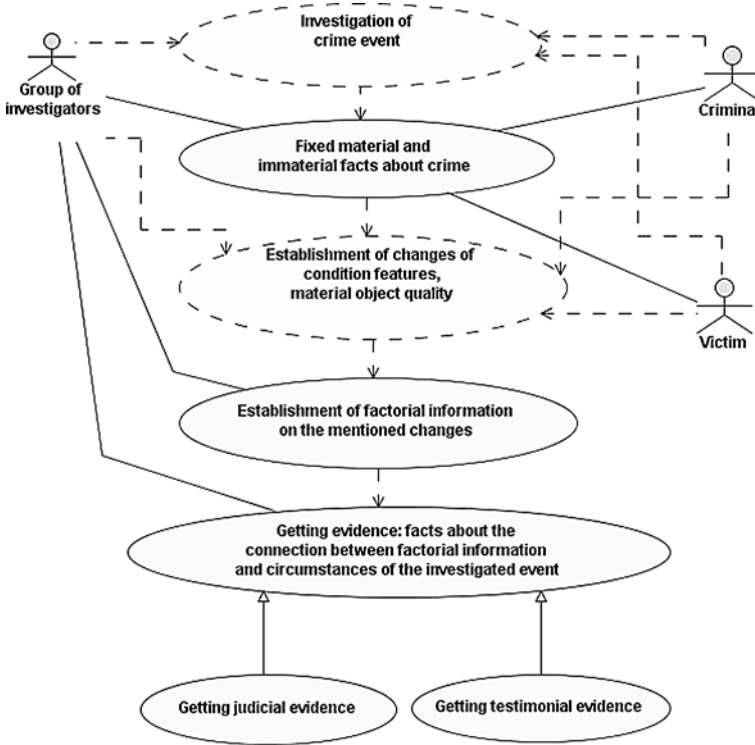 Investigation of
crime event
Group of
investigators
Crimina
Fixed material and
immaterial facts about crime
Establishment of changes of
condition features,
material object quality
Victim
Establishment of factorial information
on the mentioned changes
Getting evidence: facts about the
connection between factorial information
and circumstances of the investigated event
Getting judicial evidence
Getting testimonial evidence